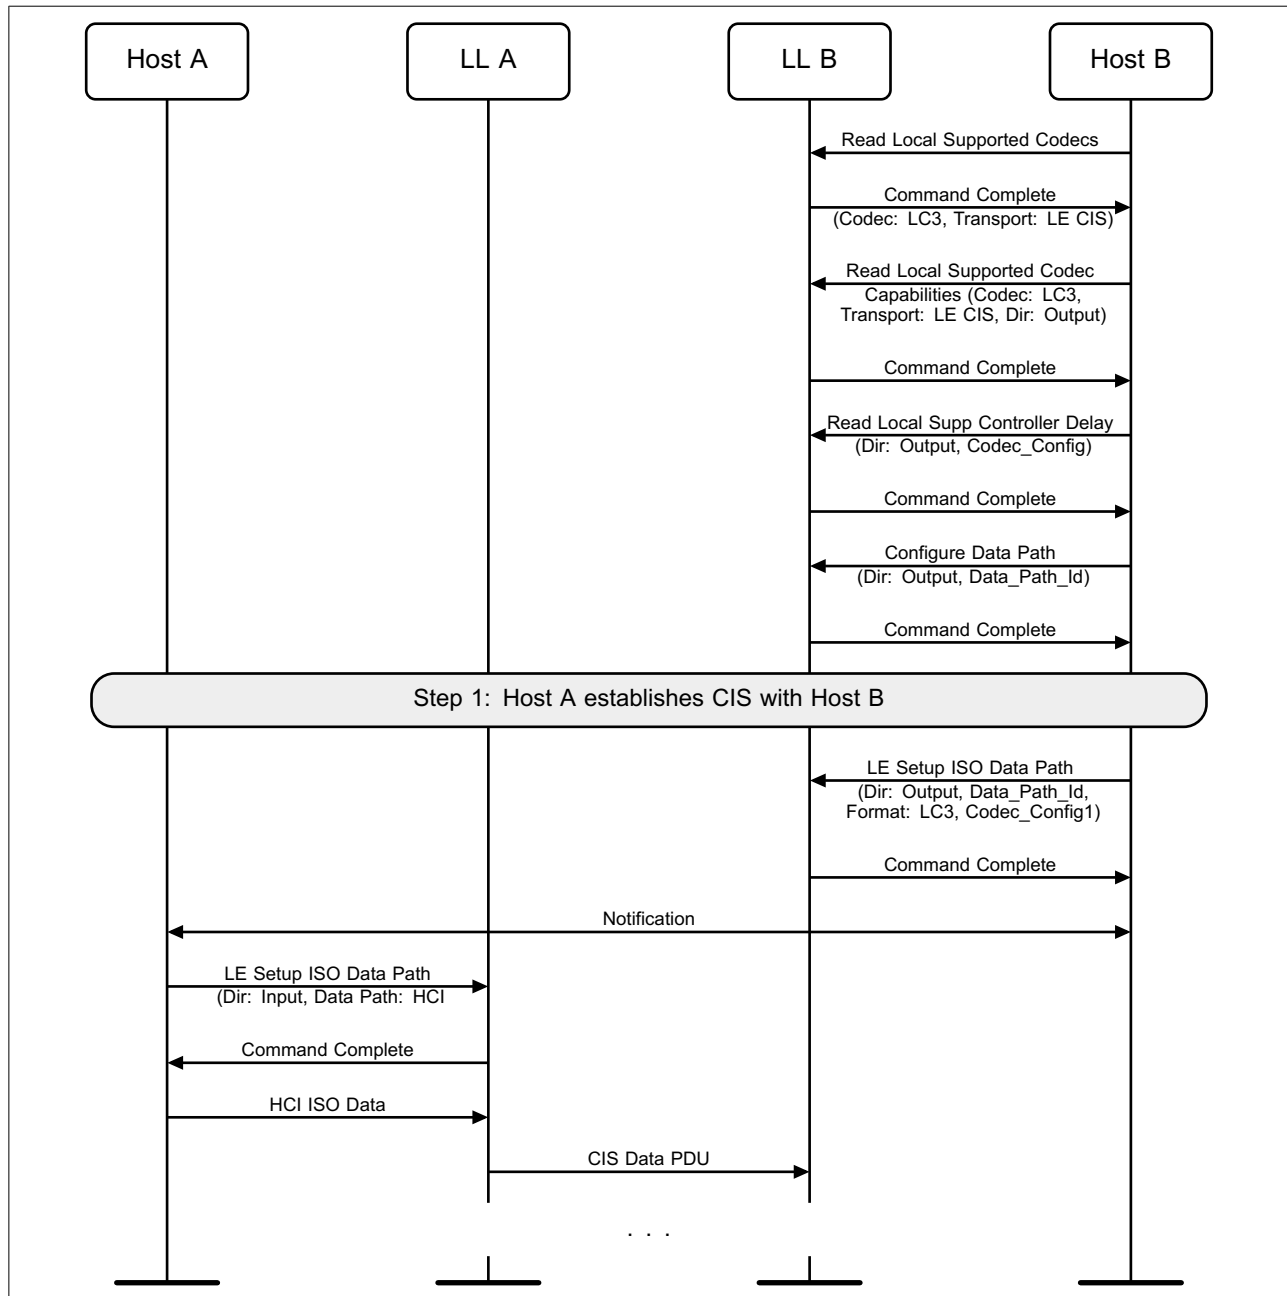 Host A
LL A
LL B
Host B
Read Local Supported Codecs
Command Complete
(Codec: LC3, Transport: LE CIS)
Read Local Supported Codec
Capabilities (Codec: LC3,
Transport: LE CIS, Dir: Output)
Command Complete
Read Local Supp Controller Delay
(Dir: Output, Codec_Config)
Command Complete
Configure Data Path
(Dir: Output, Data_Path_Id)
Command Complete
Step 1: Host A establishes CIS with Host B
LE Setup ISO Data Path
(Dir: Output, Data_Path_Id,
Format: LC3, Codec_Config1)
Command Complete
Notification
LE Setup ISO Data Path
(Dir: Input, Data Path: HCI
Command Complete
HCI ISO Data
CIS Data PDU
. . .